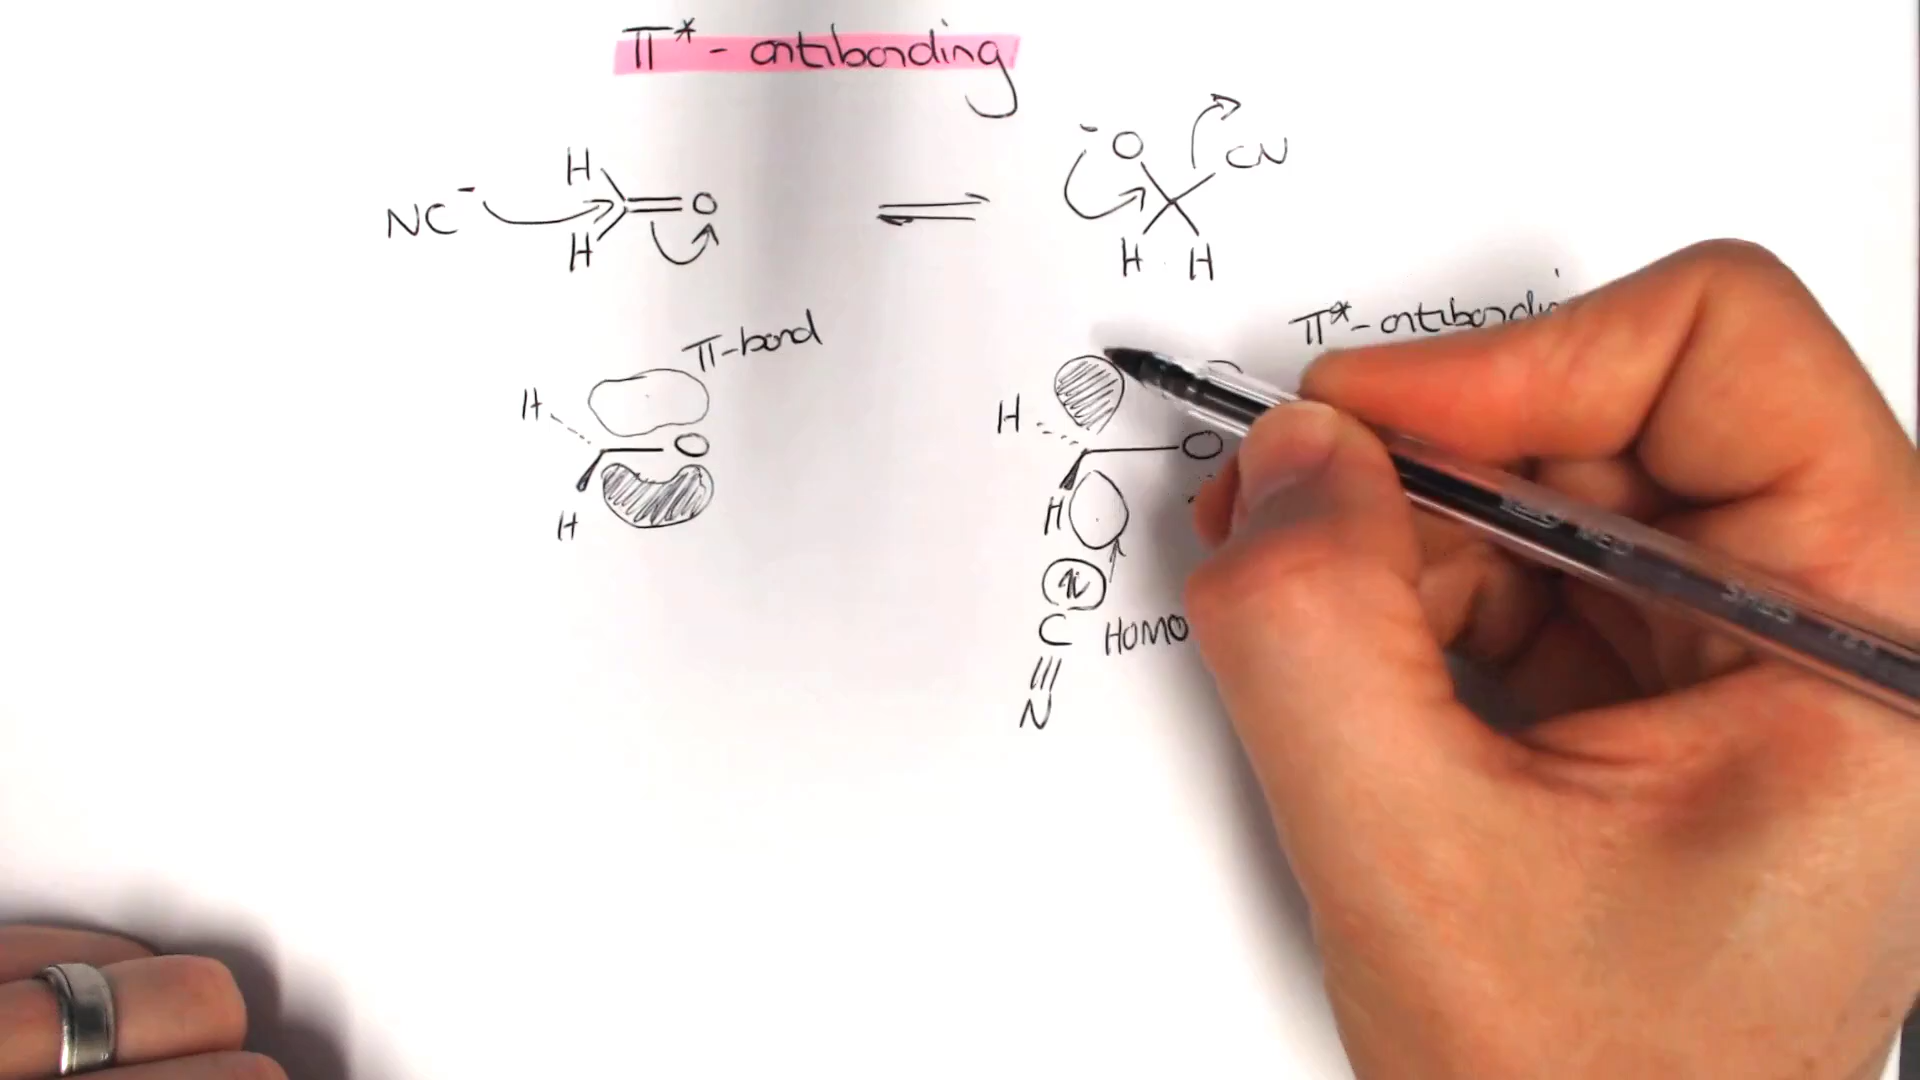 π* - antibonding
NC⁻ H H O
⁻O CN H H
π-bond
H O H
π*-antibondi
H O H
C HOMO
N